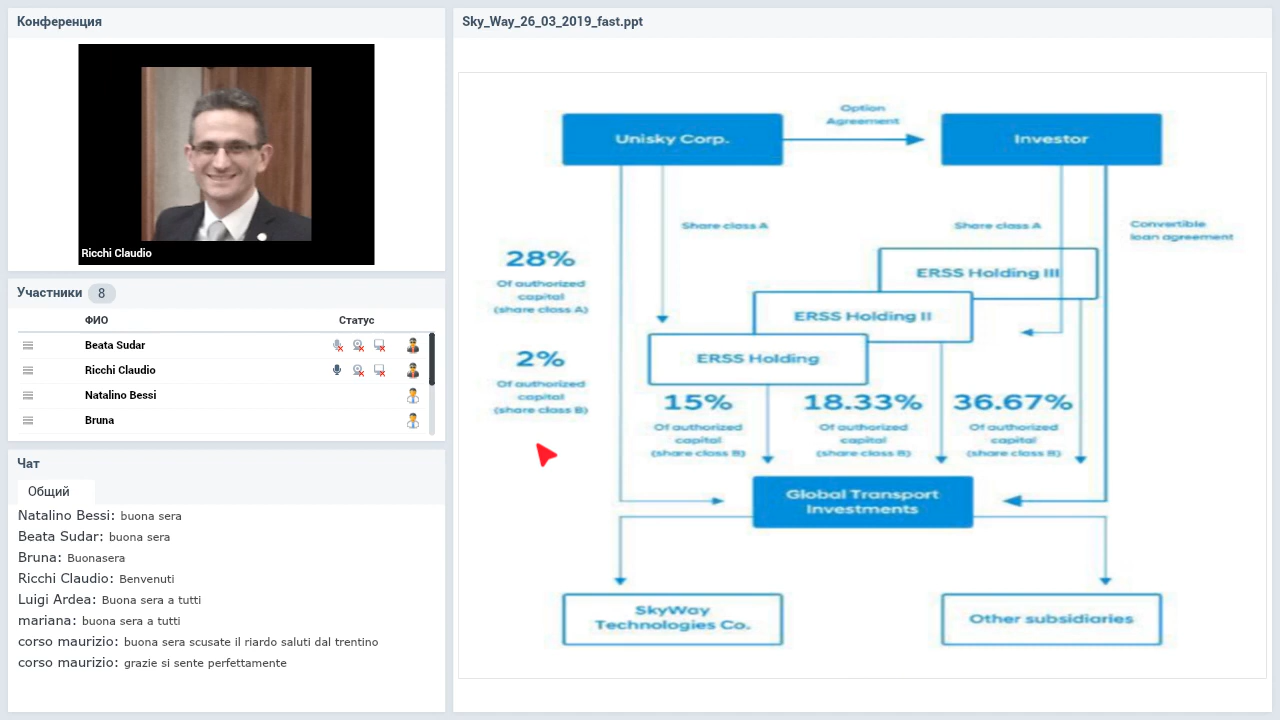 Конференция
Ricchi Claudio
Участники 8
ФИО Статус
Beata Sudar
Ricchi Claudio
Natalino Bessi
Bruna
Чат
Общий
Natalino Bessi: buona sera
Beata Sudar: buona sera
Bruna: Buonasera
Ricchi Claudio: Benvenuti
Luigi Ardea: Buona sera a tutti
mariana: buona sera a tutti
corso maurizio: buona sera scusate il riardo saluti dal trentino
corso maurizio: grazie si sente perfettamente
Sky_Way_26_03_2019_fast.ppt
Unisky Corp.
Option
Agreement
Investor
Share class A
Share class A
Convertible
loan agreement
28%
Of authorized
capital
(share class A)
ERSS Holding III
ERSS Holding II
ERSS Holding
2%
Of authorized
capital
(share class B)
15%
Of authorized
capital
(share class B)
18.33%
Of authorized
capital
(share class B)
36.67%
Of authorized
capital
(share class B)
Global Transport
Investments
SkyWay
Technologies Co.
Other subsidiaries